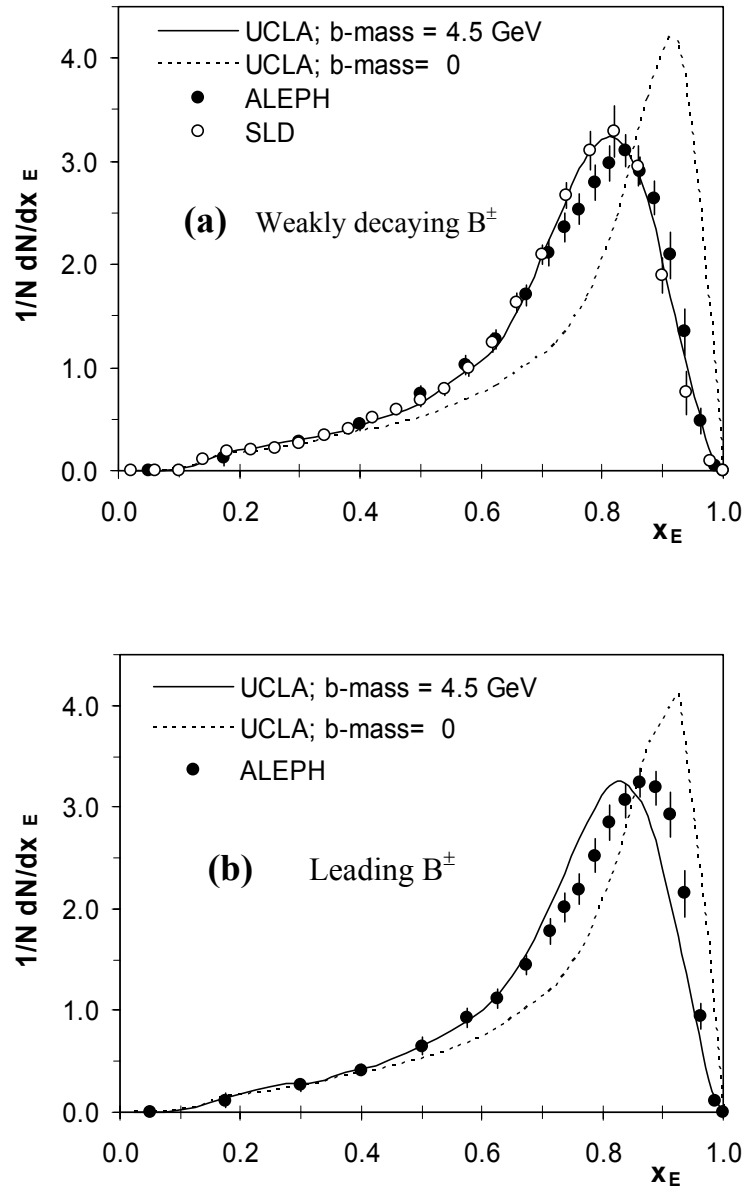 UCLA; b-mass = 4.5 GeV
UCLA; b-mass= 0
ALEPH
SLD
(a) Weakly decaying B±
1/N dN/dx E
4.0
3.0
2.0
1.0
0.0
0.0 0.2 0.4 0.6 0.8 1.0
x E
UCLA; b-mass = 4.5 GeV
UCLA; b-mass= 0
ALEPH
(b) Leading B±
1/N dN/dx E
4.0
3.0
2.0
1.0
0.0
0.0 0.2 0.4 0.6 0.8 1.0
x E